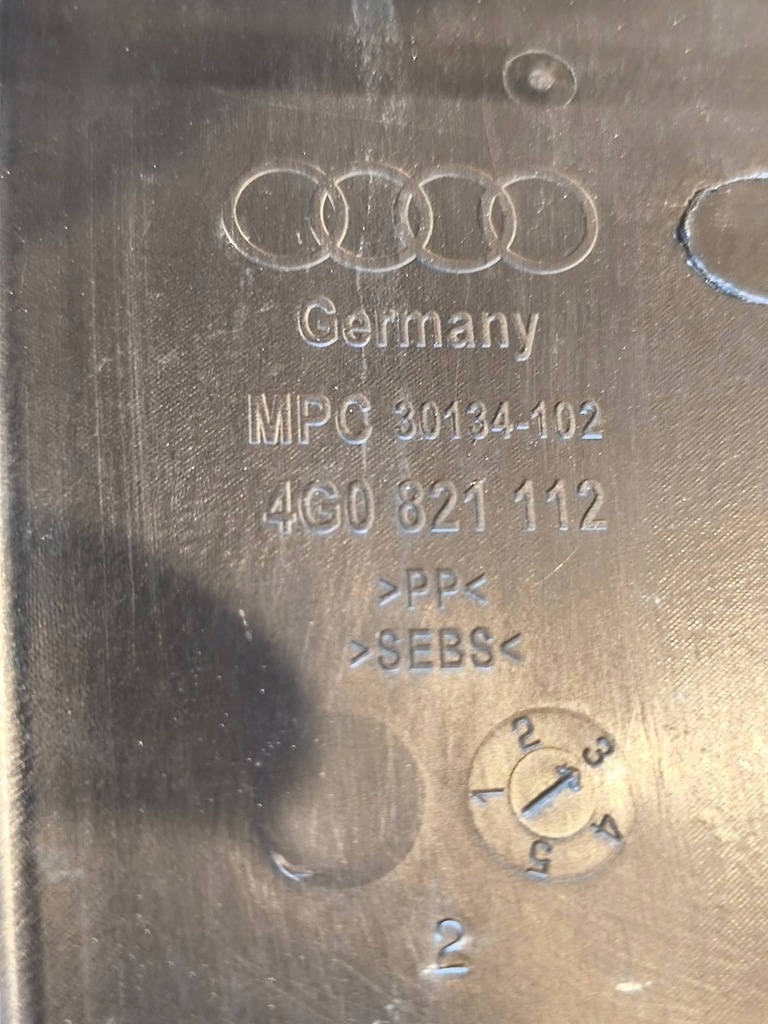 Germany
MPC 30134-102
4G0 821 112
>PP<
>SEBS<
1 2 3 4 5
2